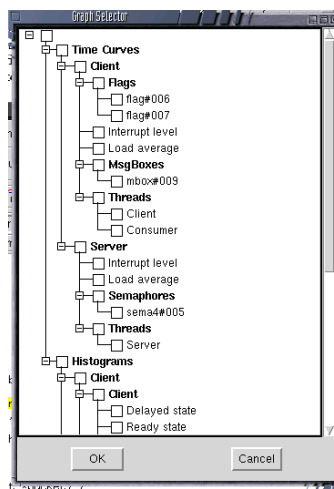 Graph Selector
Time Curves
Client
Flags
flag#006
flag#007
Interrupt level
Load average
MsgBoxes
mbox#009
Threads
Client
Consumer
Server
Interrupt level
Load average
Semaphores
sema4#005
Threads
Server
Histograms
Client
Client
Delayed state
Ready state
OK Cancel